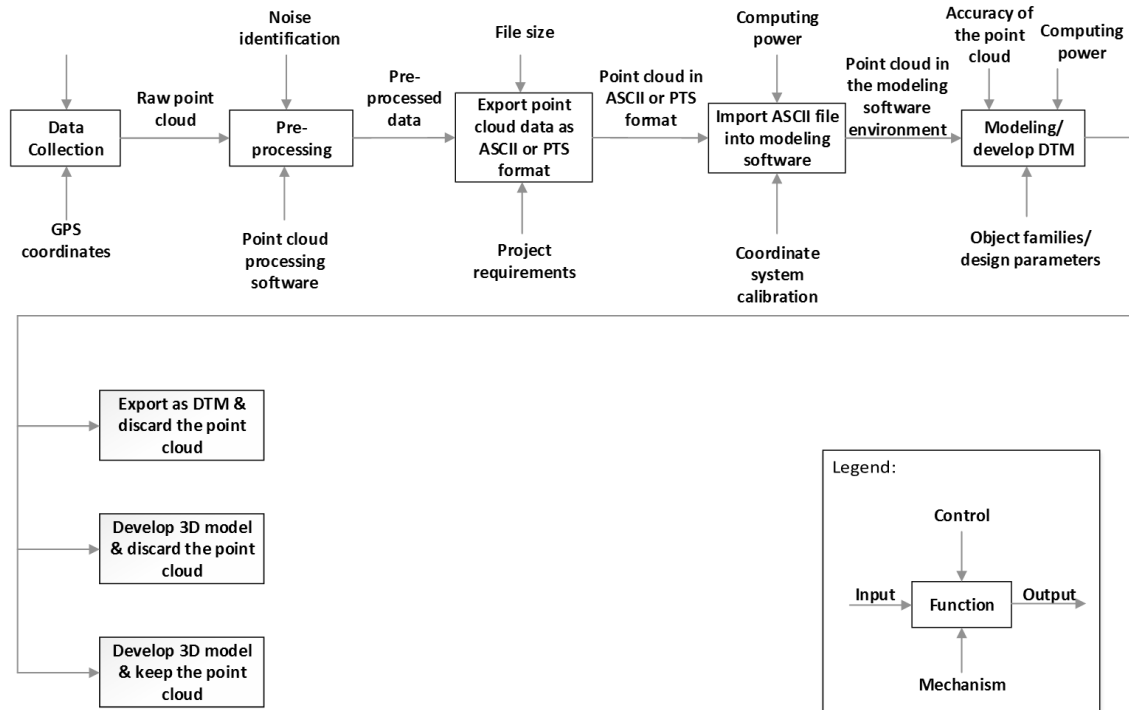 Noise
identification
File size
Computing
power
Accuracy of
the point
cloud
Computing
power
Raw point
cloud
Pre-
processed
data
Point cloud in
ASCII or PTS
format
Point cloud in
the modeling
software
environment
Data
Collection
Pre-
processing
Export point
cloud data as
ASCII or PTS
format
Import ASCII file
into modeling
software
Modeling/
develop DTM
GPS
coordinates
Point cloud
processing
software
Project
requirements
Coordinate
system
calibration
Object families/
design parameters
Export as DTM &
discard the point
cloud
Develop 3D model
& discard the point
cloud
Develop 3D model
& keep the point
cloud
Legend:
Control
Input
Function
Output
Mechanism